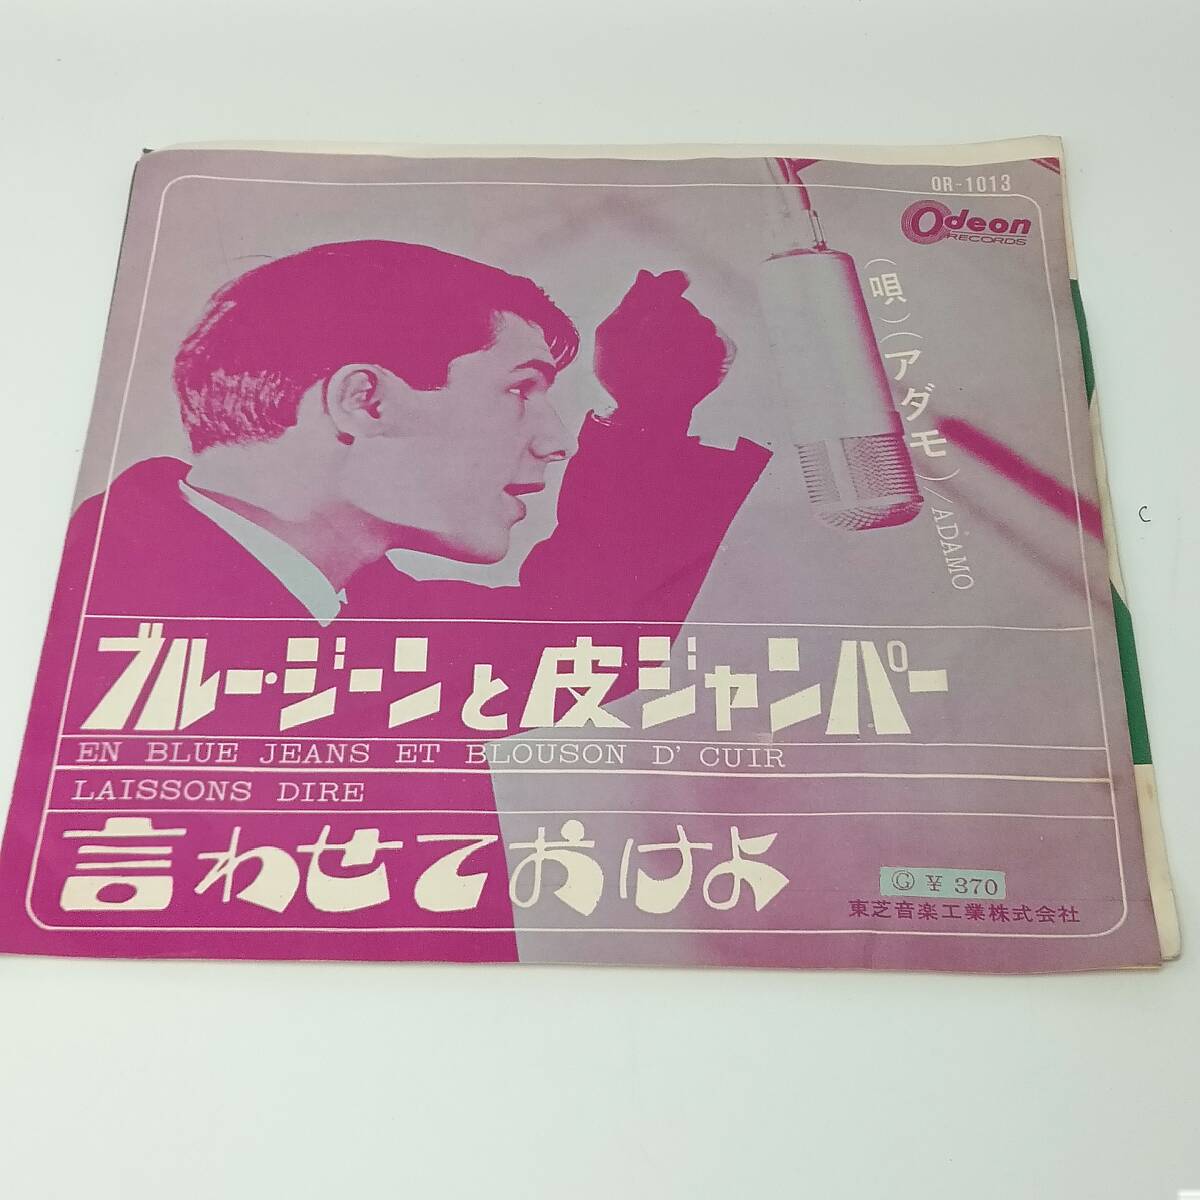 OR-1013
Odeon
RECORDS
(唄)(アダモ)/ADAMO
ブルー・ジーンと皮ジャンパー
EN BLUE JEANS ET BLOUSON D' CUIR
LAISSONS DIRE
言わせておけよ
Ⓖ ¥ 370
東芝音楽工業株式会社
C